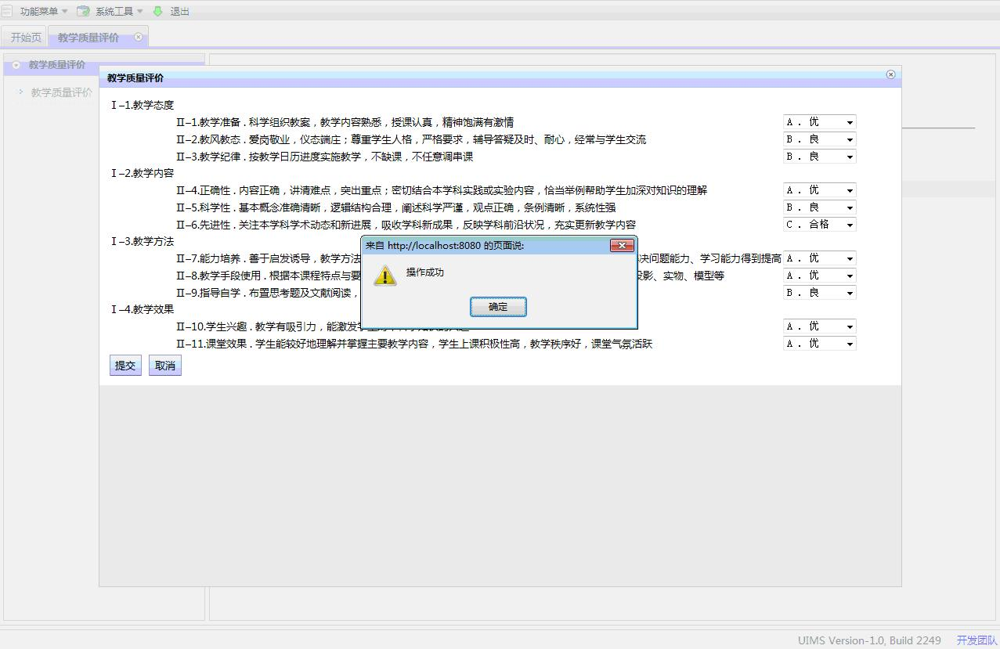 功能菜单 系统工具 退出
开始页 教学质量评价
教学质量评价
教学质量评价
教学质量评价
Ⅰ-1.教学态度
Ⅱ-1.教学准备．科学组织教案，教学内容熟悉，授课认真，精神饱满有激情 A．优
Ⅱ-2.教风教态．爱岗敬业，仪态端庄；尊重学生人格，严格要求，辅导答疑及时、耐心，经常与学生交流 B．良
Ⅱ-3.教学纪律．按教学日历进度实施教学，不缺课，不任意调串课 B．良
Ⅰ-2.教学内容
Ⅱ-4.正确性．内容正确，讲清难点，突出重点；密切结合本学科实践或实验内容，恰当举例帮助学生加深对知识的理解 A．优
Ⅱ-5.科学性．基本概念准确清晰，逻辑结构合理，阐述科学严谨，观点正确，条例清晰，系统性强 B．良
Ⅱ-6.先进性．关注本学科学术动态和新进展，吸收学科新成果，反映学科前沿状况，充实更新教学内容 C．合格
Ⅰ-3.教学方法
Ⅱ-7.能力培养．善于启发诱导，教学方法 决问题能力、学习能力得到提高 A．优
Ⅱ-8.教学手段使用．根据本课程特点与要 投影、实物、模型等 A．优
Ⅱ-9.指导自学．布置思考题及文献阅读， B．良
Ⅰ-4.教学效果
Ⅱ-10.学生兴趣．教学有吸引力，能激发学 A．优
Ⅱ-11.课堂效果．学生能较好地理解并掌握主要教学内容，学生上课积极性高，教学秩序好，课堂气氛活跃 A．优
提交 取消
来自 http://localhost:8080 的页面说:
操作成功
确定
UIMS Version-1.0, Build 2249 开发团队